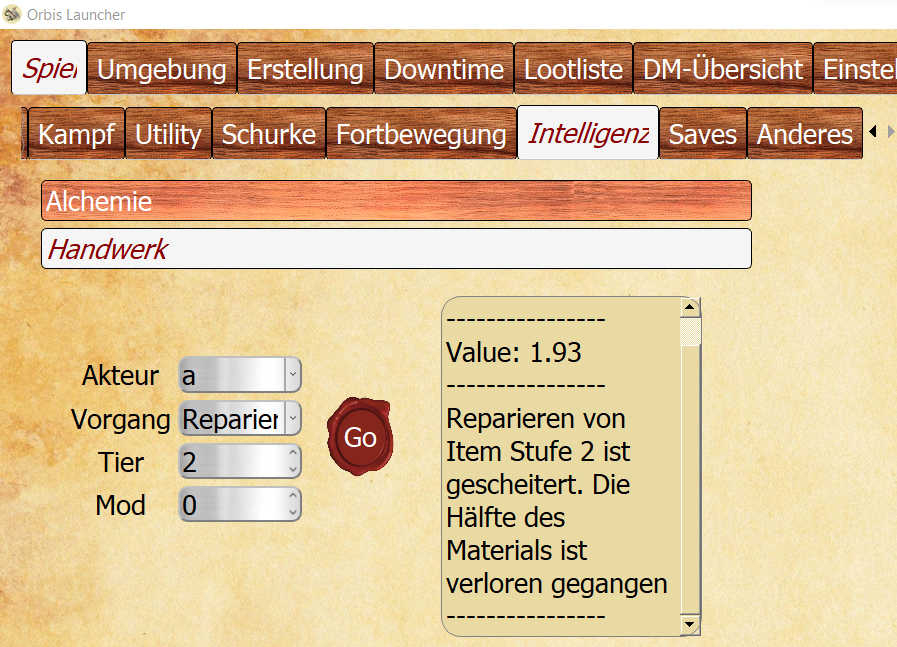 Orbis Launcher
Spiel Umgebung Erstellung Downtime Lootliste DM-Übersicht Einstel
Kampf Utility Schurke Fortbewegung Intelligenz Saves Anderes
Alchemie
Handwerk
Akteur a
Vorgang Reparier
Tier 2
Mod 0
Go
----------------
Value: 1.93
----------------
Reparieren von
Item Stufe 2 ist
gescheitert. Die
Hälfte des
Materials ist
verloren gegangen
----------------